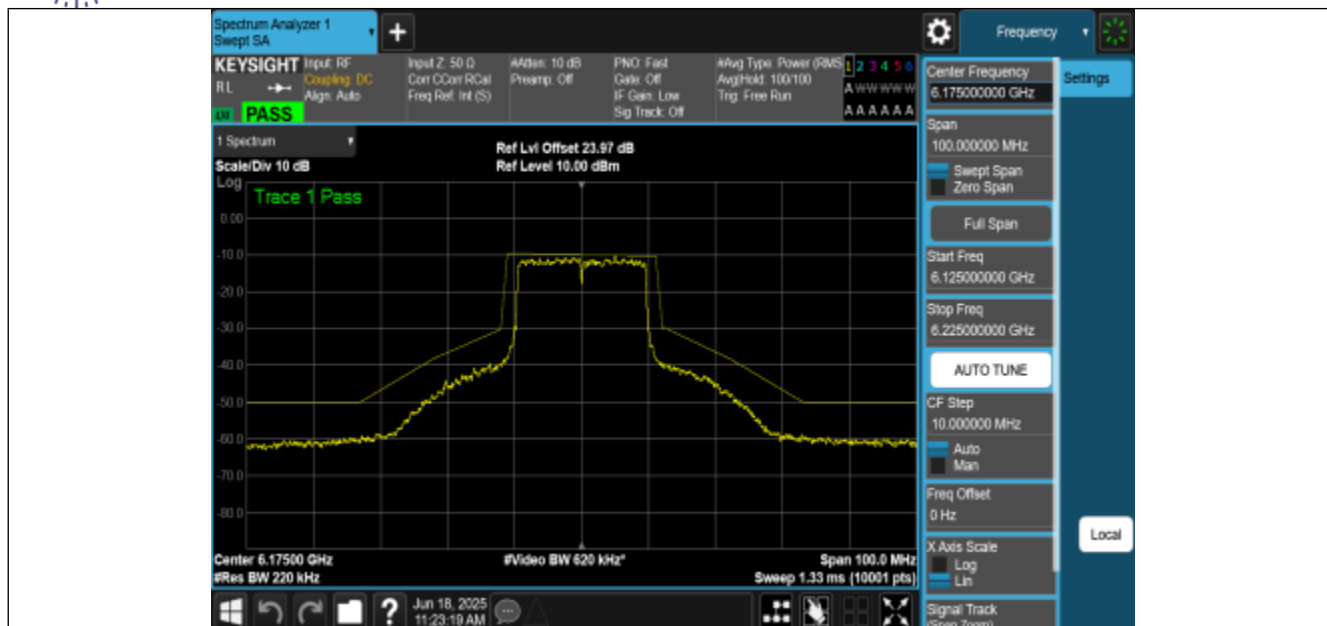 Spectrum Analyzer 1
Swept SA
+
Frequency
KEYSIGHT
RL
PASS
Input: RF
Coupling: DC
Align: Auto
Input Z: 50 Ω
Corr CCorr RCal
Freq Ref: Int (S)
#Atten: 10 dB
Preamp: Off
PNO: Fast
Gate: Off
IF Gain: Low
Sig Track: Off
#Avg Type: Power (RMS
Avg|Hold: 100/100
Trig: Free Run
1 2 3 4 5 6
A W W W W W
A A A A A A
1 Spectrum
Scale/Div 10 dB
Ref Lvl Offset 23.97 dB
Ref Level 10.00 dBm
Log
Trace 1 Pass
0.00
-10.0
-20.0
-30.0
-40.0
-50.0
-60.0
-70.0
-80.0
Center 6.17500 GHz
#Video BW 620 kHz*
Span 100.0 MHz
#Res BW 220 kHz
Sweep 1.33 ms (10001 pts)
Center Frequency
6.175000000 GHz
Settings
Span
100.000000 MHz
Swept Span
Zero Span
Full Span
Start Freq
6.125000000 GHz
Stop Freq
6.225000000 GHz
AUTO TUNE
CF Step
10.000000 MHz
Auto
Man
Freq Offset
0 Hz
X Axis Scale
Log
Lin
Local
Signal Track
(Span Zoom)
?
Jun 18, 2025
11:23:19 AM